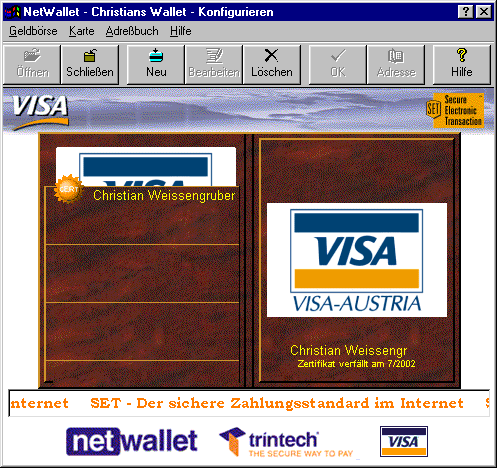 NetWallet - Christians Wallet - Konfigurieren
Geldbörse Karte Adreßbuch Hilfe
Öffnen Schließen Neu Bearbeiten Löschen OK Adresse Hilfe
VISA
SET Secure
Electronic
Transaction
VISA
CERT
Christian Weissengruber
VISA
VISA-AUSTRIA
Christian Weissengr
Zertifikat verfällt am 7/2002
nternet SET - Der sichere Zahlungsstandard im Internet S
netwallet trintech VISA
THE SECURE WAY TO PAY